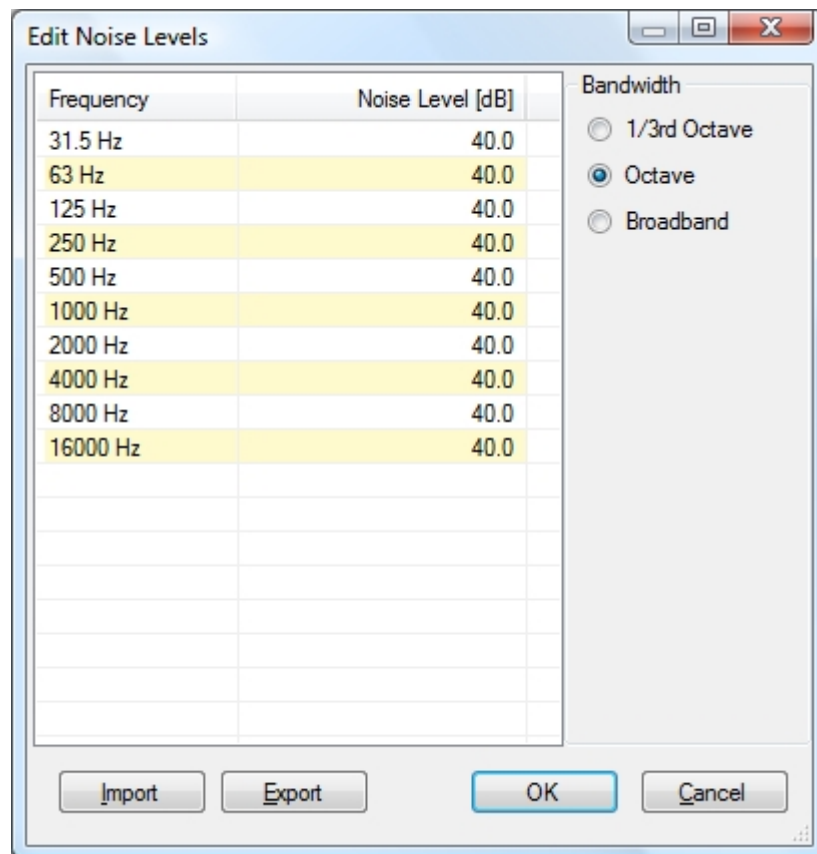 Edit Noise Levels
Frequency Noise Level [dB]
31.5 Hz 40.0
63 Hz 40.0
125 Hz 40.0
250 Hz 40.0
500 Hz 40.0
1000 Hz 40.0
2000 Hz 40.0
4000 Hz 40.0
8000 Hz 40.0
16000 Hz 40.0
Bandwidth
1/3rd Octave
Octave
Broadband
Import Export OK Cancel